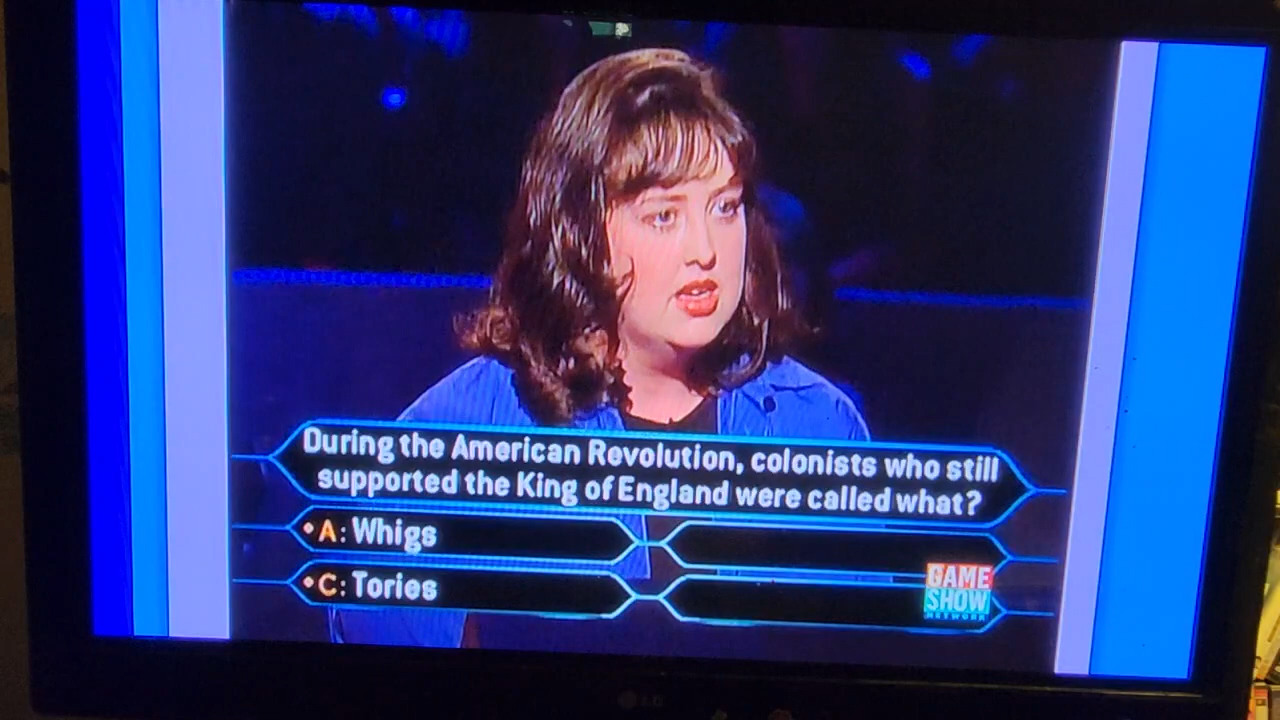 During the American Revolution, colonists who still
supported the King of England were called what?
A: Whigs
C: Tories
GAME
SHOW
NETWORK
LG